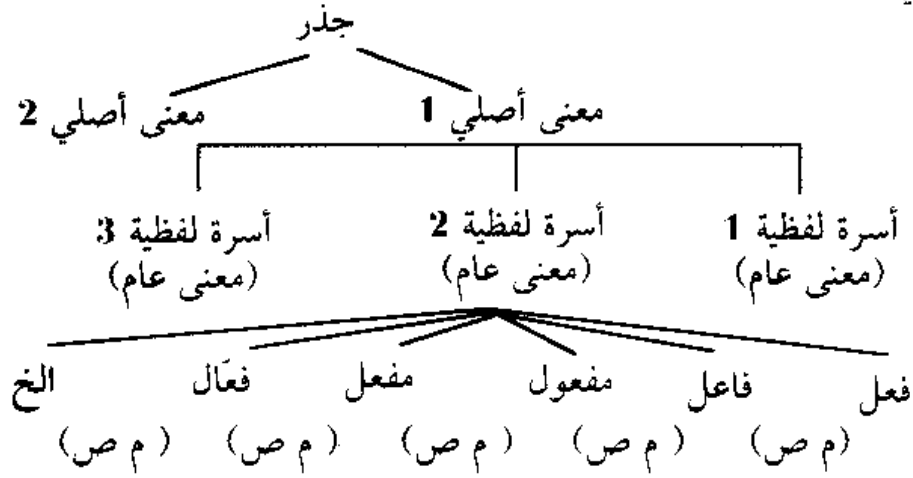 جذر
معنى أصلي 1 معنى أصلي 2
أسرة لفظية 1 أسرة لفظية 2 أسرة لفظية 3
(معنى عام) (معنى عام) (معنى عام)
فعل فاعل مفعول مفعل فعّال الخ
(م ص) (م ص) (م ص) (م ص) (م ص)